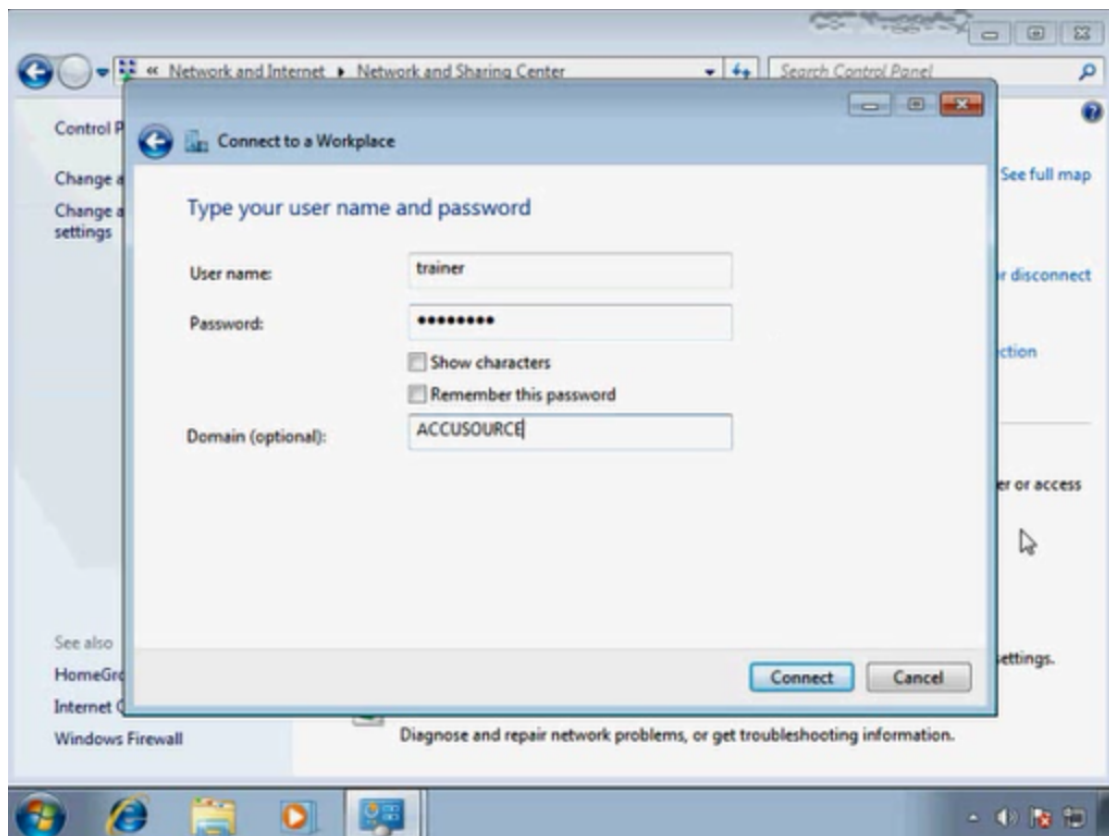 « Network and Internet ▸ Network and Sharing Center
Search Control Panel
Control P
Change a
Change a
settings
See also
HomeGro
Internet O
Windows Firewall
Connect to a Workplace
Type your user name and password
User name:
trainer
Password:
••••••••
Show characters
Remember this password
Domain (optional):
ACCUSOURCE
Connect
Cancel
See full map
r disconnect
ction
er or access
settings.
Diagnose and repair network problems, or get troubleshooting information.